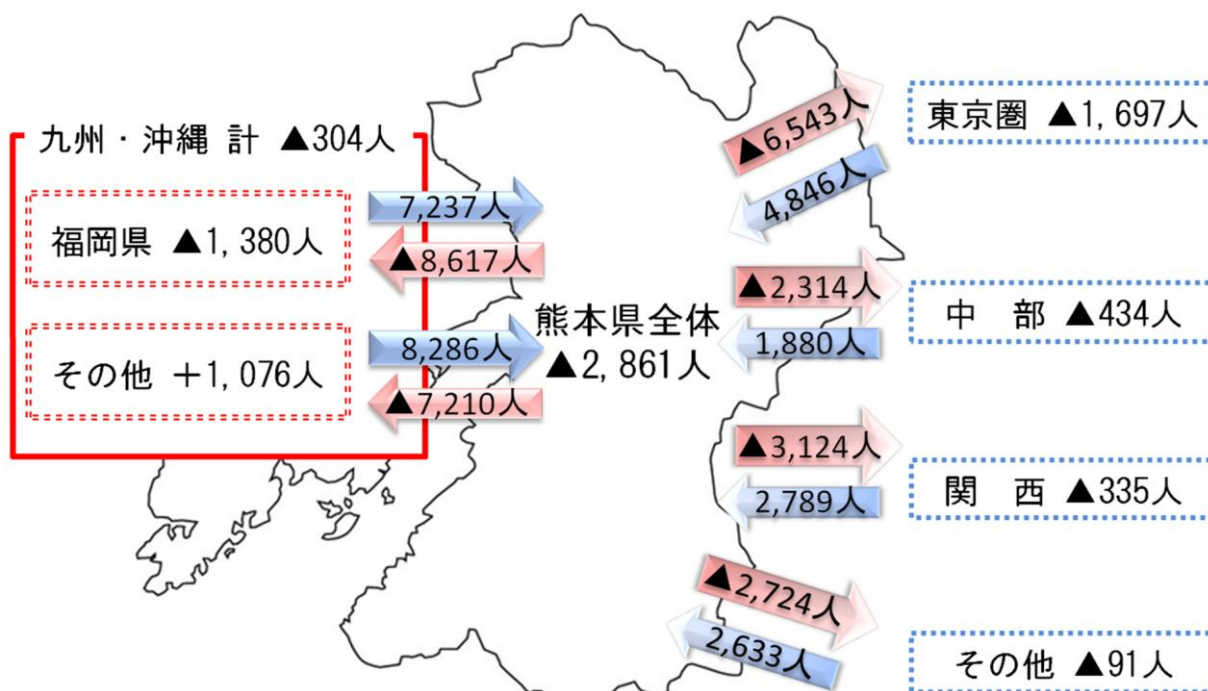 九州・沖縄 計 ▲304人
福岡県 ▲1,380人
7,237人
▲8,617人
その他 +1,076人
8,286人
▲7,210人
熊本県全体
▲2,861人
▲6,543人
4,846人
東京圏 ▲1,697人
▲2,314人
1,880人
中 部 ▲434人
▲3,124人
2,789人
関 西 ▲335人
▲2,724人
2,633人
その他 ▲91人